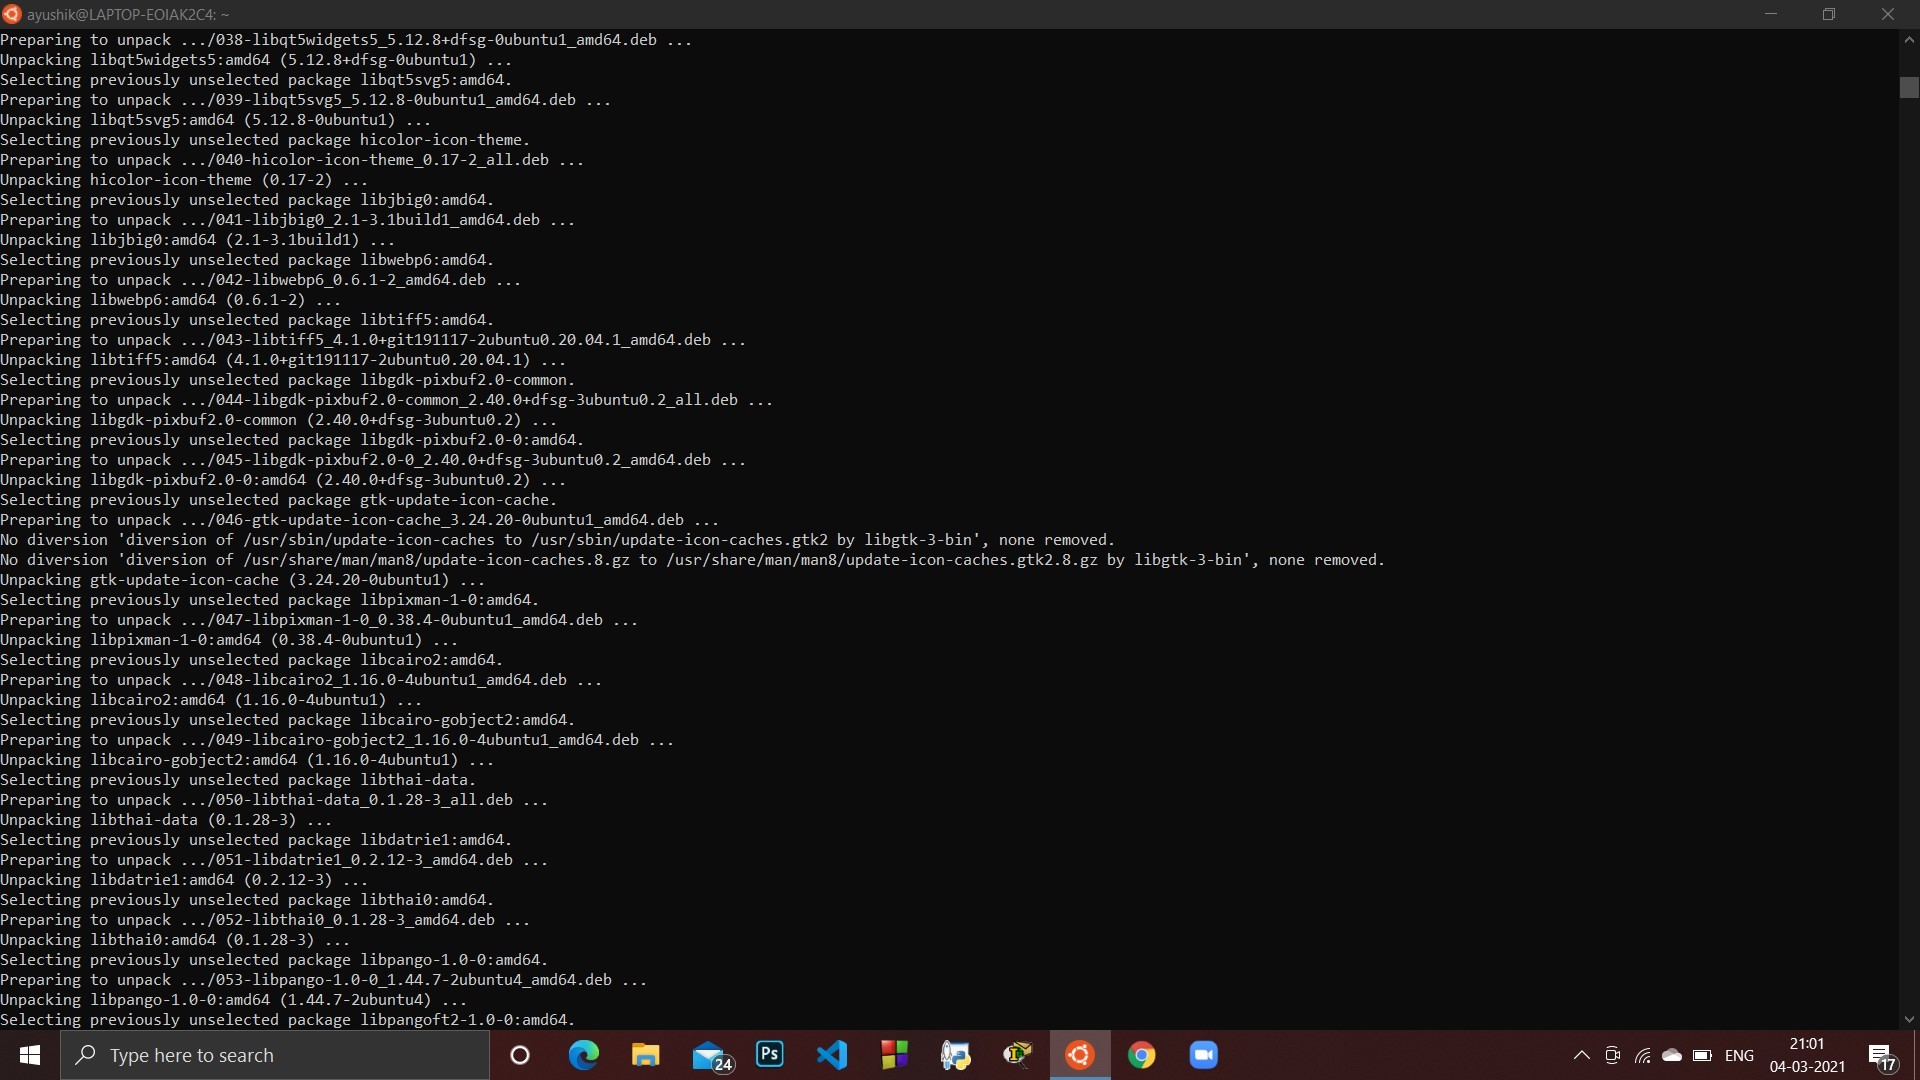 ayushik@LAPTOP-EOIAK2C4: ~
Preparing to unpack .../038-libqt5widgets5_5.12.8+dfsg-0ubuntu1_amd64.deb ...
Unpacking libqt5widgets5:amd64 (5.12.8+dfsg-0ubuntu1) ...
Selecting previously unselected package libqt5svg5:amd64.
Preparing to unpack .../039-libqt5svg5_5.12.8-0ubuntu1_amd64.deb ...
Unpacking libqt5svg5:amd64 (5.12.8-0ubuntu1) ...
Selecting previously unselected package hicolor-icon-theme.
Preparing to unpack .../040-hicolor-icon-theme_0.17-2_all.deb ...
Unpacking hicolor-icon-theme (0.17-2) ...
Selecting previously unselected package libjbig0:amd64.
Preparing to unpack .../041-libjbig0_2.1-3.1build1_amd64.deb ...
Unpacking libjbig0:amd64 (2.1-3.1build1) ...
Selecting previously unselected package libwebp6:amd64.
Preparing to unpack .../042-libwebp6_0.6.1-2_amd64.deb ...
Unpacking libwebp6:amd64 (0.6.1-2) ...
Selecting previously unselected package libtiff5:amd64.
Preparing to unpack .../043-libtiff5_4.1.0+git191117-2ubuntu0.20.04.1_amd64.deb ...
Unpacking libtiff5:amd64 (4.1.0+git191117-2ubuntu0.20.04.1) ...
Selecting previously unselected package libgdk-pixbuf2.0-common.
Preparing to unpack .../044-libgdk-pixbuf2.0-common_2.40.0+dfsg-3ubuntu0.2_all.deb ...
Unpacking libgdk-pixbuf2.0-common (2.40.0+dfsg-3ubuntu0.2) ...
Selecting previously unselected package libgdk-pixbuf2.0-0:amd64.
Preparing to unpack .../045-libgdk-pixbuf2.0-0_2.40.0+dfsg-3ubuntu0.2_amd64.deb ...
Unpacking libgdk-pixbuf2.0-0:amd64 (2.40.0+dfsg-3ubuntu0.2) ...
Selecting previously unselected package gtk-update-icon-cache.
Preparing to unpack .../046-gtk-update-icon-cache_3.24.20-0ubuntu1_amd64.deb ...
No diversion 'diversion of /usr/sbin/update-icon-caches to /usr/sbin/update-icon-caches.gtk2 by libgtk-3-bin', none removed.
No diversion 'diversion of /usr/share/man/man8/update-icon-caches.8.gz to /usr/share/man/man8/update-icon-caches.gtk2.8.gz by libgtk-3-bin', none removed.
Unpacking gtk-update-icon-cache (3.24.20-0ubuntu1) ...
Selecting previously unselected package libpixman-1-0:amd64.
Preparing to unpack .../047-libpixman-1-0_0.38.4-0ubuntu1_amd64.deb ...
Unpacking libpixman-1-0:amd64 (0.38.4-0ubuntu1) ...
Selecting previously unselected package libcairo2:amd64.
Preparing to unpack .../048-libcairo2_1.16.0-4ubuntu1_amd64.deb ...
Unpacking libcairo2:amd64 (1.16.0-4ubuntu1) ...
Selecting previously unselected package libcairo-gobject2:amd64.
Preparing to unpack .../049-libcairo-gobject2_1.16.0-4ubuntu1_amd64.deb ...
Unpacking libcairo-gobject2:amd64 (1.16.0-4ubuntu1) ...
Selecting previously unselected package libthai-data.
Preparing to unpack .../050-libthai-data_0.1.28-3_all.deb ...
Unpacking libthai-data (0.1.28-3) ...
Selecting previously unselected package libdatrie1:amd64.
Preparing to unpack .../051-libdatrie1_0.2.12-3_amd64.deb ...
Unpacking libdatrie1:amd64 (0.2.12-3) ...
Selecting previously unselected package libthai0:amd64.
Preparing to unpack .../052-libthai0_0.1.28-3_amd64.deb ...
Unpacking libthai0:amd64 (0.1.28-3) ...
Selecting previously unselected package libpango-1.0-0:amd64.
Preparing to unpack .../053-libpango-1.0-0_1.44.7-2ubuntu4_amd64.deb ...
Unpacking libpango-1.0-0:amd64 (1.44.7-2ubuntu4) ...
Selecting previously unselected package libpangoft2-1.0-0:amd64.
Type here to search
24
Ps
ENG
21:01
04-03-2021
17